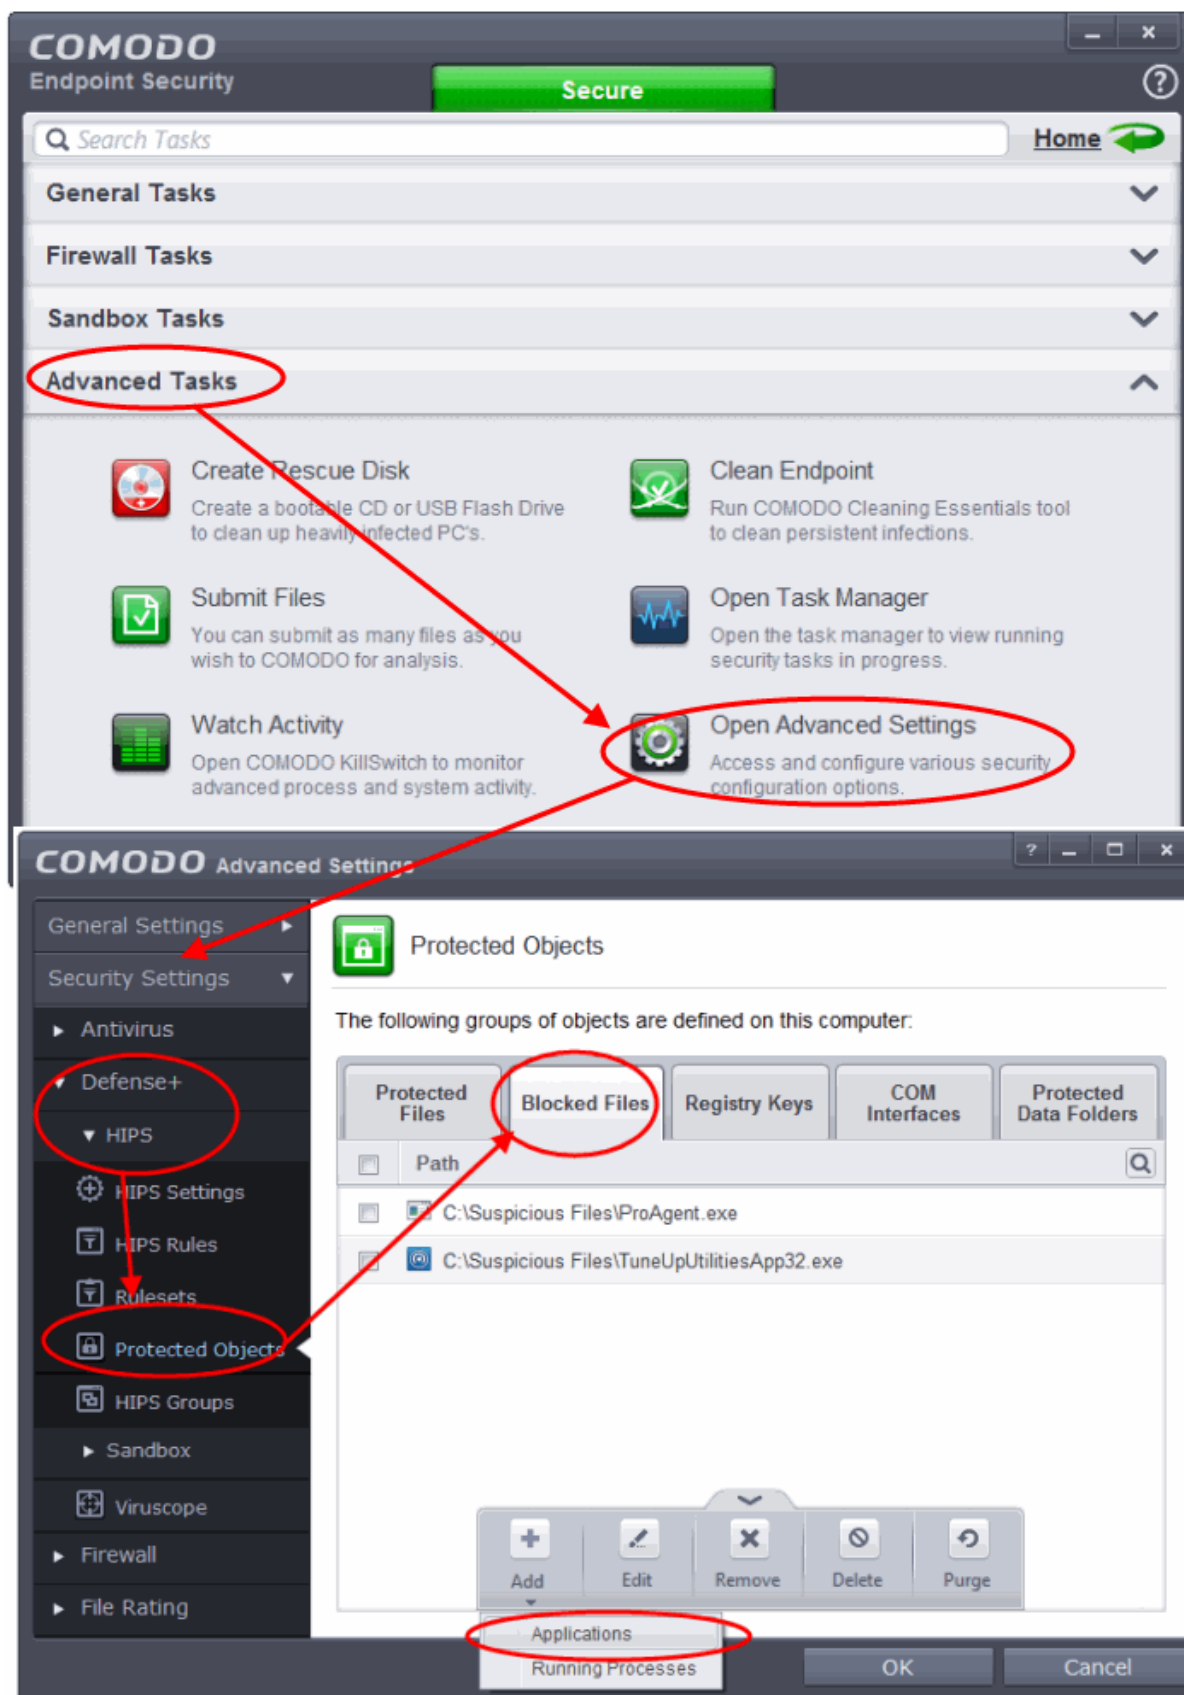 COMODO
Endpoint Security
Secure
?
Search Tasks
Home
General Tasks
Firewall Tasks
Sandbox Tasks
Advanced Tasks
Create Rescue Disk
Create a bootable CD or USB Flash Drive
to clean up heavily infected PC's.
Clean Endpoint
Run COMODO Cleaning Essentials tool
to clean persistent infections.
Submit Files
You can submit as many files as you
wish to COMODO for analysis.
Open Task Manager
Open the task manager to view running
security tasks in progress.
Watch Activity
Open COMODO KillSwitch to monitor
advanced process and system activity.
Open Advanced Settings
Access and configure various security
configuration options.
COMODO Advanced Settings
?
General Settings
Security Settings
Antivirus
Defense+
HIPS
HIPS Settings
HIPS Rules
Rulesets
Protected Objects
HIPS Groups
Sandbox
Viruscope
Firewall
File Rating
Protected Objects
The following groups of objects are defined on this computer:
Protected
Files
Blocked Files
Registry Keys
COM
Interfaces
Protected
Data Folders
Path
C:\Suspicious Files\ProAgent.exe
C:\Suspicious Files\TuneUpUtilitiesApp32.exe
Add
Edit
Remove
Delete
Purge
Applications
Running Processes
OK
Cancel